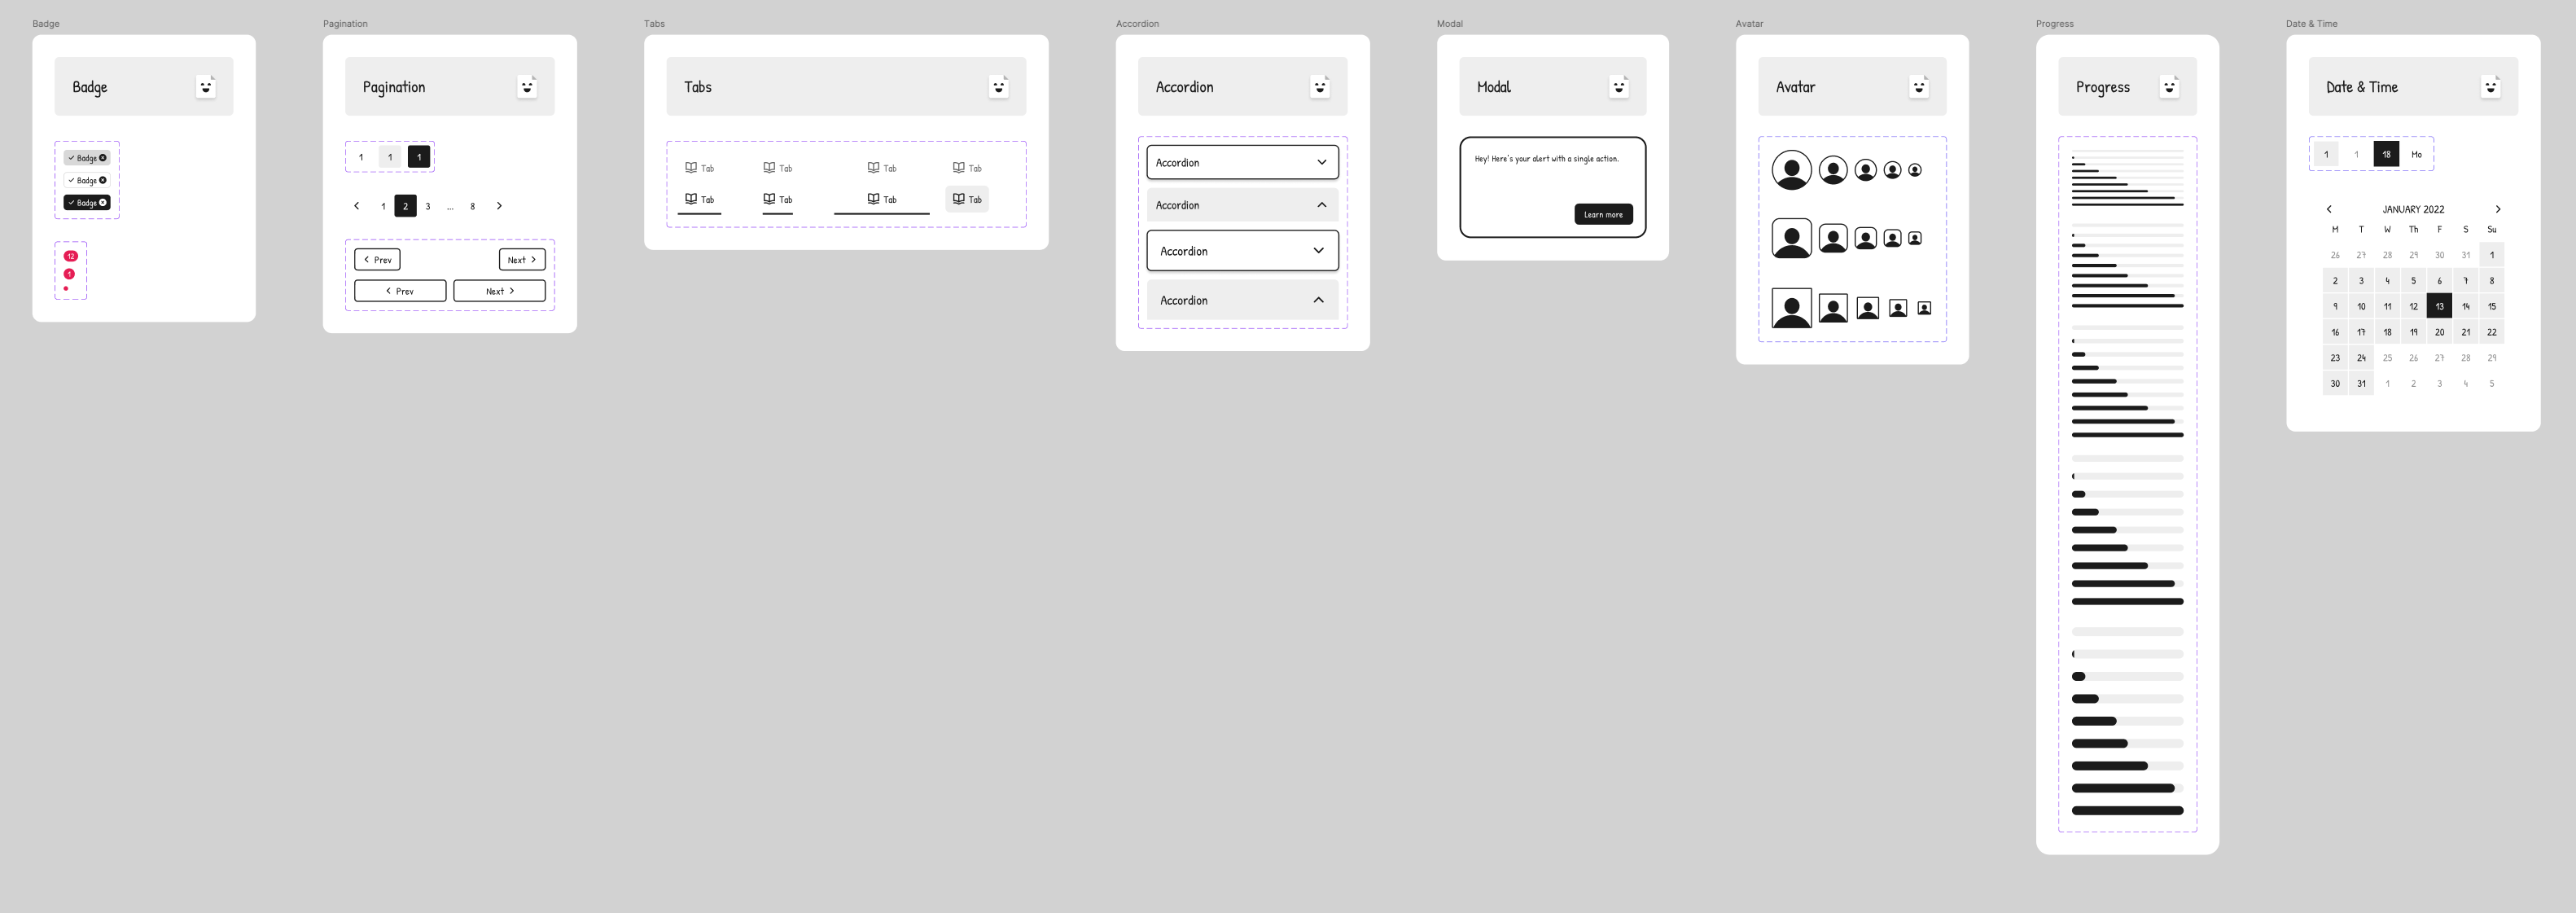 Badge
Badge
Badge
Badge
Badge
12
1
Pagination
Pagination
1 1 1
1 2 3 ... 8
Prev Next
Prev Next
Tabs
Tabs
Tab Tab Tab Tab
Tab Tab Tab Tab
Accordion
Accordion
Accordion
Accordion
Accordion
Accordion
Modal
Modal
Hey! Here's your alert with a single action.
Learn more
Avatar
Avatar
Progress
Progress
Date & Time
Date & Time
1 1 18 Mo
JANUARY 2022
M T W Th F S Su
26 27 28 29 30 31 1
2 3 4 5 6 7 8
9 10 11 12 13 14 15
16 17 18 19 20 21 22
23 24 25 26 27 28 29
30 31 1 2 3 4 5